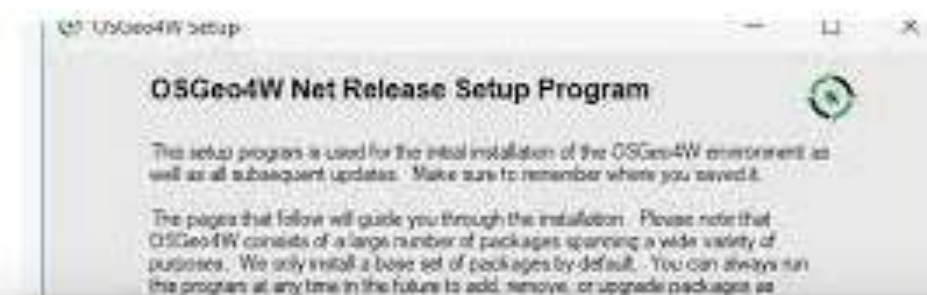 OSGeo4W Setup
OSGeo4W Net Release Setup Program
This setup program is used for the initial installation of the OSGeo4W environment as
well as all subsequent updates. Make sure to remember where you saved it.
The pages that follow will guide you through the installation. Please note that
OSGeo4W consists of a large number of packages spanning a wide variety of
purposes. We only install a base set of packages by default. You can always run
this program at any time in the future to add, remove, or upgrade packages as